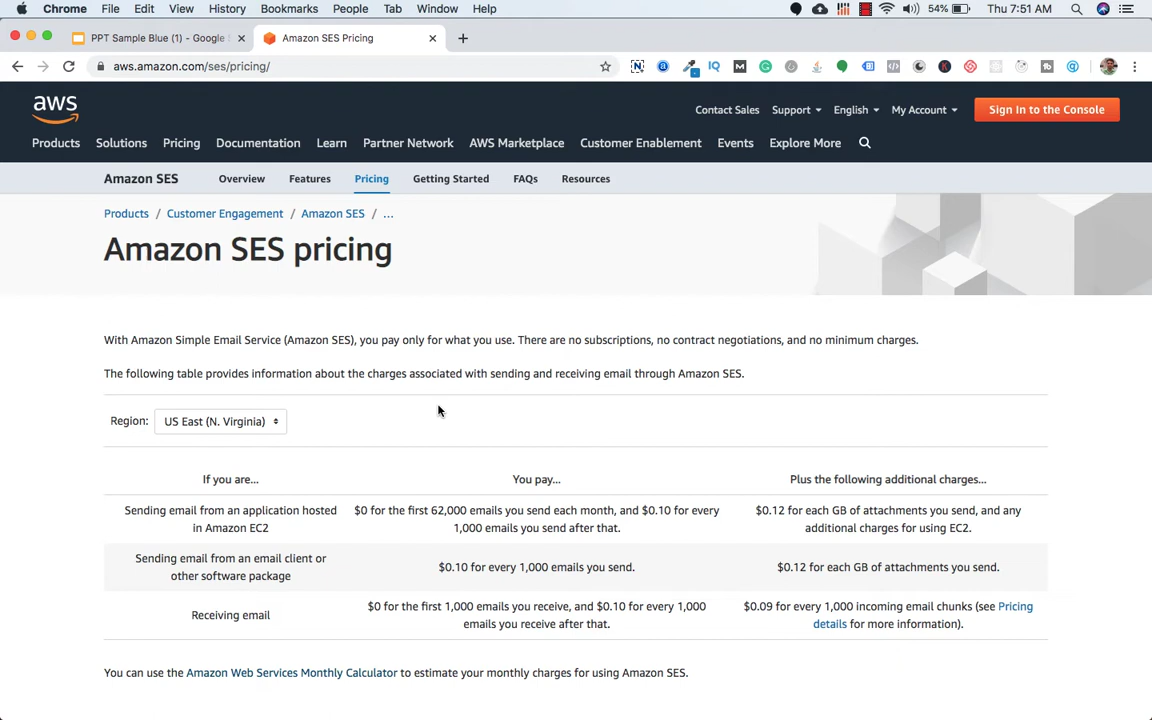 Chrome File Edit View History Bookmarks People Tab Window Help 54% Thu 7:51 AM
PPT Sample Blue (1) - Google Amazon SES Pricing
aws.amazon.com/ses/pricing/
aws
Contact Sales Support English My Account Sign In to the Console
Products Solutions Pricing Documentation Learn Partner Network AWS Marketplace Customer Enablement Events Explore More
Amazon SES Overview Features Pricing Getting Started FAQs Resources
Products / Customer Engagement / Amazon SES / ...
Amazon SES pricing
With Amazon Simple Email Service (Amazon SES), you pay only for what you use. There are no subscriptions, no contract negotiations, and no minimum charges.
The following table provides information about the charges associated with sending and receiving email through Amazon SES.
Region: US East (N. Virginia)
If you are... You pay... Plus the following additional charges...
Sending email from an application hosted
in Amazon EC2
$0 for the first 62,000 emails you send each month, and $0.10 for every
1,000 emails you send after that.
$0.12 for each GB of attachments you send, and any
additional charges for using EC2.
Sending email from an email client or
other software package
$0.10 for every 1,000 emails you send.
$0.12 for each GB of attachments you send.
Receiving email
$0 for the first 1,000 emails you receive, and $0.10 for every 1,000
emails you receive after that.
$0.09 for every 1,000 incoming email chunks (see Pricing
details for more information).
You can use the Amazon Web Services Monthly Calculator to estimate your monthly charges for using Amazon SES.